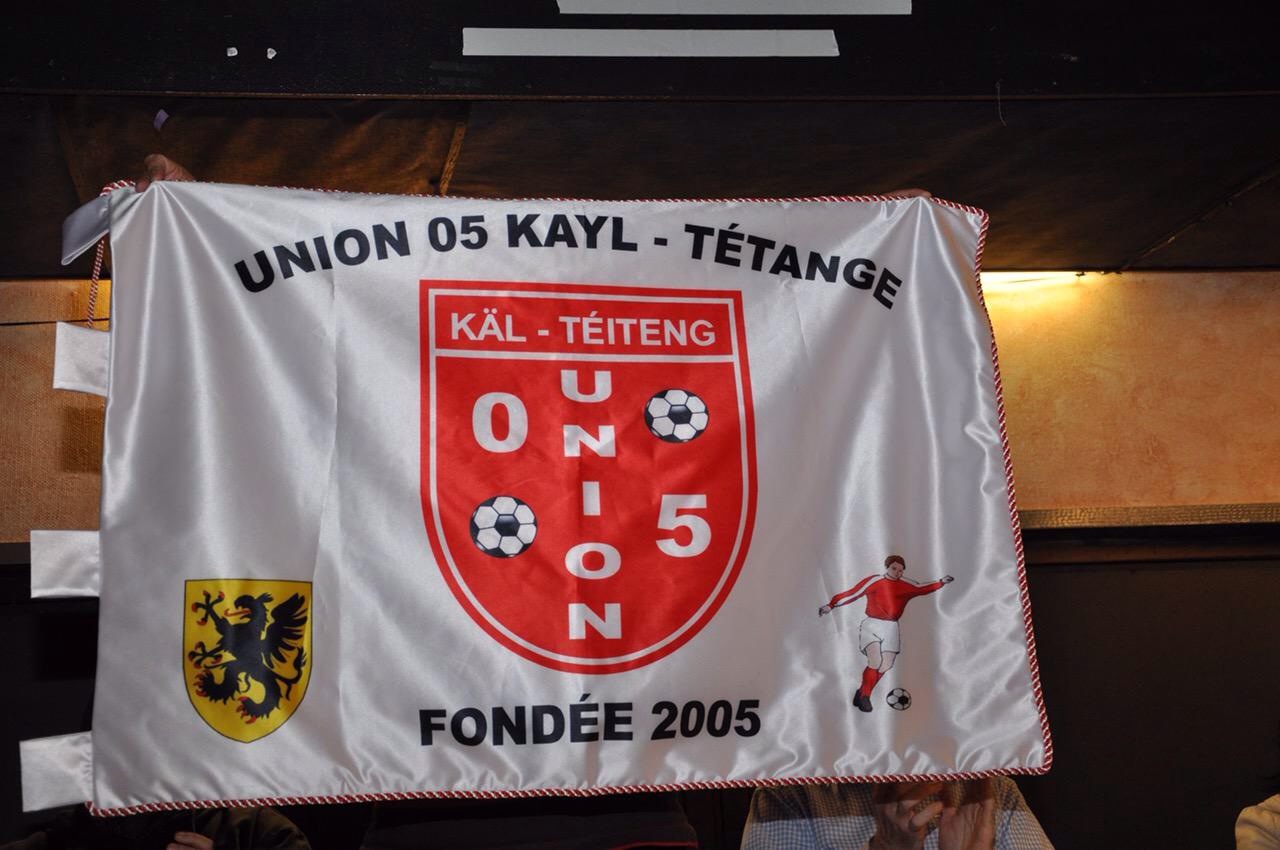 UNION 05 KAYL - TÉTANGE
KÄL - TÉITENG
0 5
UNION
FONDÉE 2005